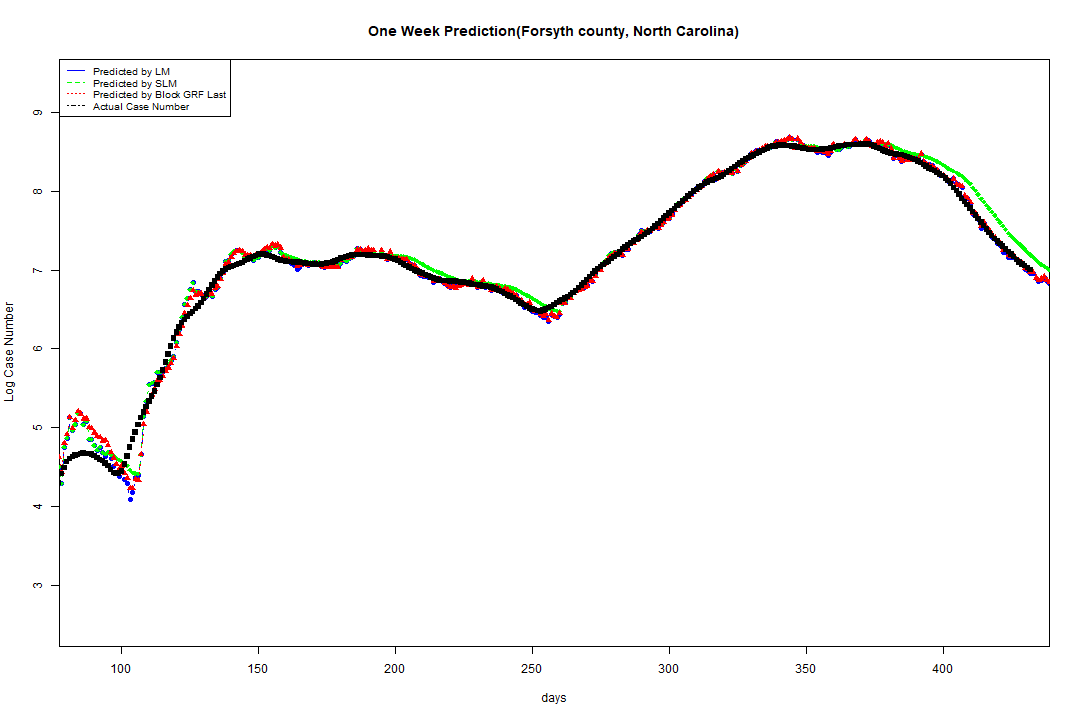 One Week Prediction(Forsyth county, North Carolina)
Predicted by LM
Predicted by SLM
Predicted by Block GRF Last
Actual Case Number
9
8
7
6
5
4
3
Log Case Number
100 150 200 250 300 350 400
days